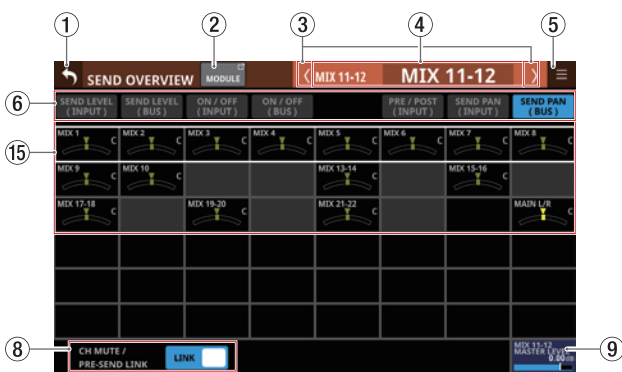 ① ② ③ ④ ⑤
SEND OVERVIEW MODULE MIX 11-12 MIX 11-12
⑥
SEND LEVEL SEND LEVEL ON / OFF ON / OFF PRE / POST SEND PAN SEND PAN
(INPUT) (BUS) (INPUT) (BUS) (INPUT) (INPUT) (BUS)
⑮
MIX 1 MIX 2 MIX 3 MIX 4 MIX 5 MIX 6 MIX 7 MIX 8
C C C C C C C C
MIX 9 MIX 10 MIX 13-14 MIX 15-16
C C C C
MIX 17-18 MIX 19-20 MIX 21-22 MAIN L/R
C C C C
⑧ ⑨
CH MUTE /
PRE-SEND LINK
LINK
MIX 11-12
MASTER LEVEL
0.00dB